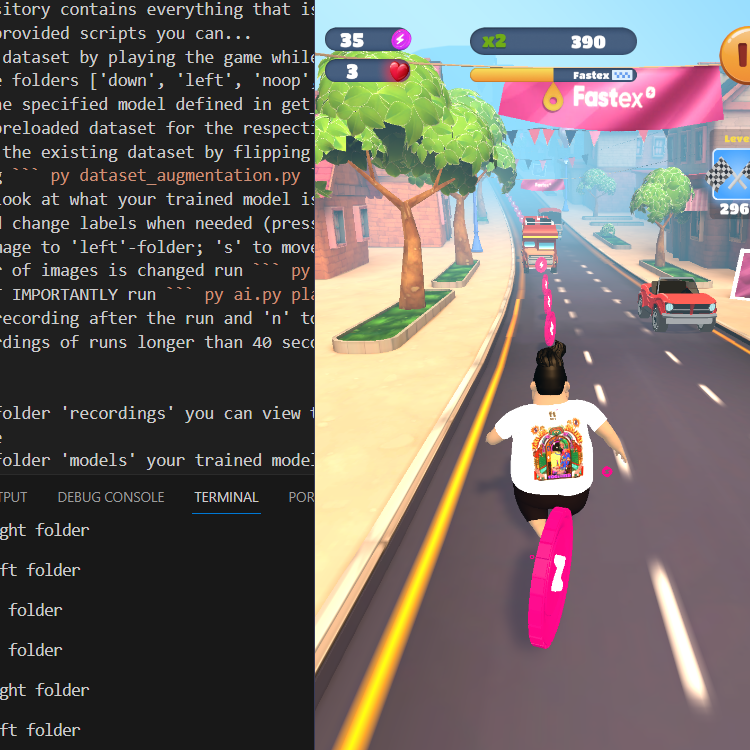 sitory contains everything that is
provided scripts you can...
dataset by playing the game while
e folders ['down', 'left', 'noop'
he specified model defined in get
preloaded dataset for the respecti
the existing dataset by flipping
g ``` py dataset_augmentation.py
look at what your trained model is
d change labels when needed (press
mage to 'left'-folder; 's' to move
r of images is changed run ``` py
T IMPORTANTLY run ``` py ai.py pla
recording after the run and 'n' to
rdings of runs longer than 40 seco
folder 'recordings' you can view t
e
folder 'models' your trained model
TPUT DEBUG CONSOLE TERMINAL POR
ght folder
ft folder
folder
folder
ght folder
ft folder
35
3
x2 390
Fastex
Fastex
Leve
296